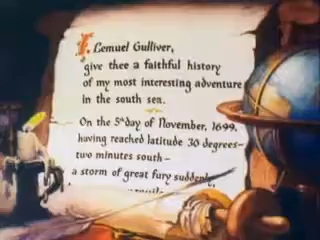 I, Lemuel Gulliver,
give thee a faithful history
of my most interesting adventure
in the south sea.
On the 5th day of November, 1699,
having reached latitude 30 degrees-
two minutes south-
a storm of great fury suddenly,